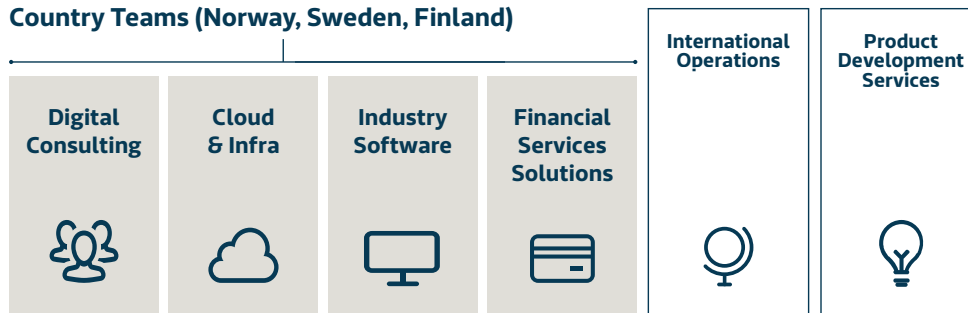 Country Teams (Norway, Sweden, Finland)
Digital
Consulting
Cloud
& Infra
Industry
Software
Financial
Services
Solutions
International
Operations
Product
Development
Services